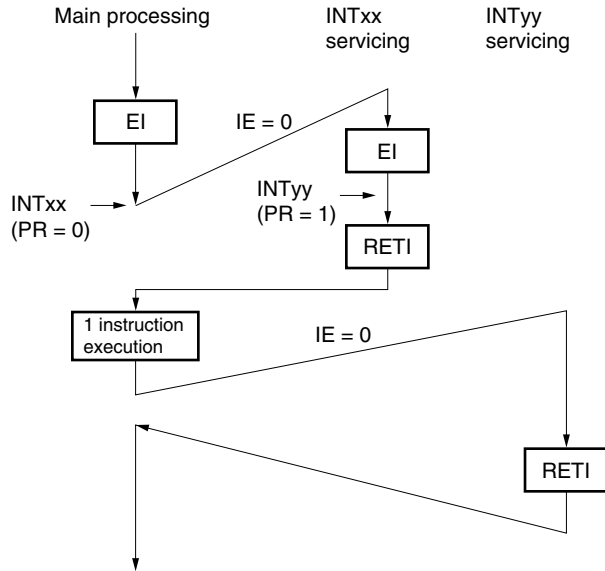 Main processing
INTxx
servicing
INTyy
servicing
EI
IE = 0
EI
INTxx
(PR = 0)
INTyy
(PR = 1)
RETI
1 instruction
execution
IE = 0
RETI